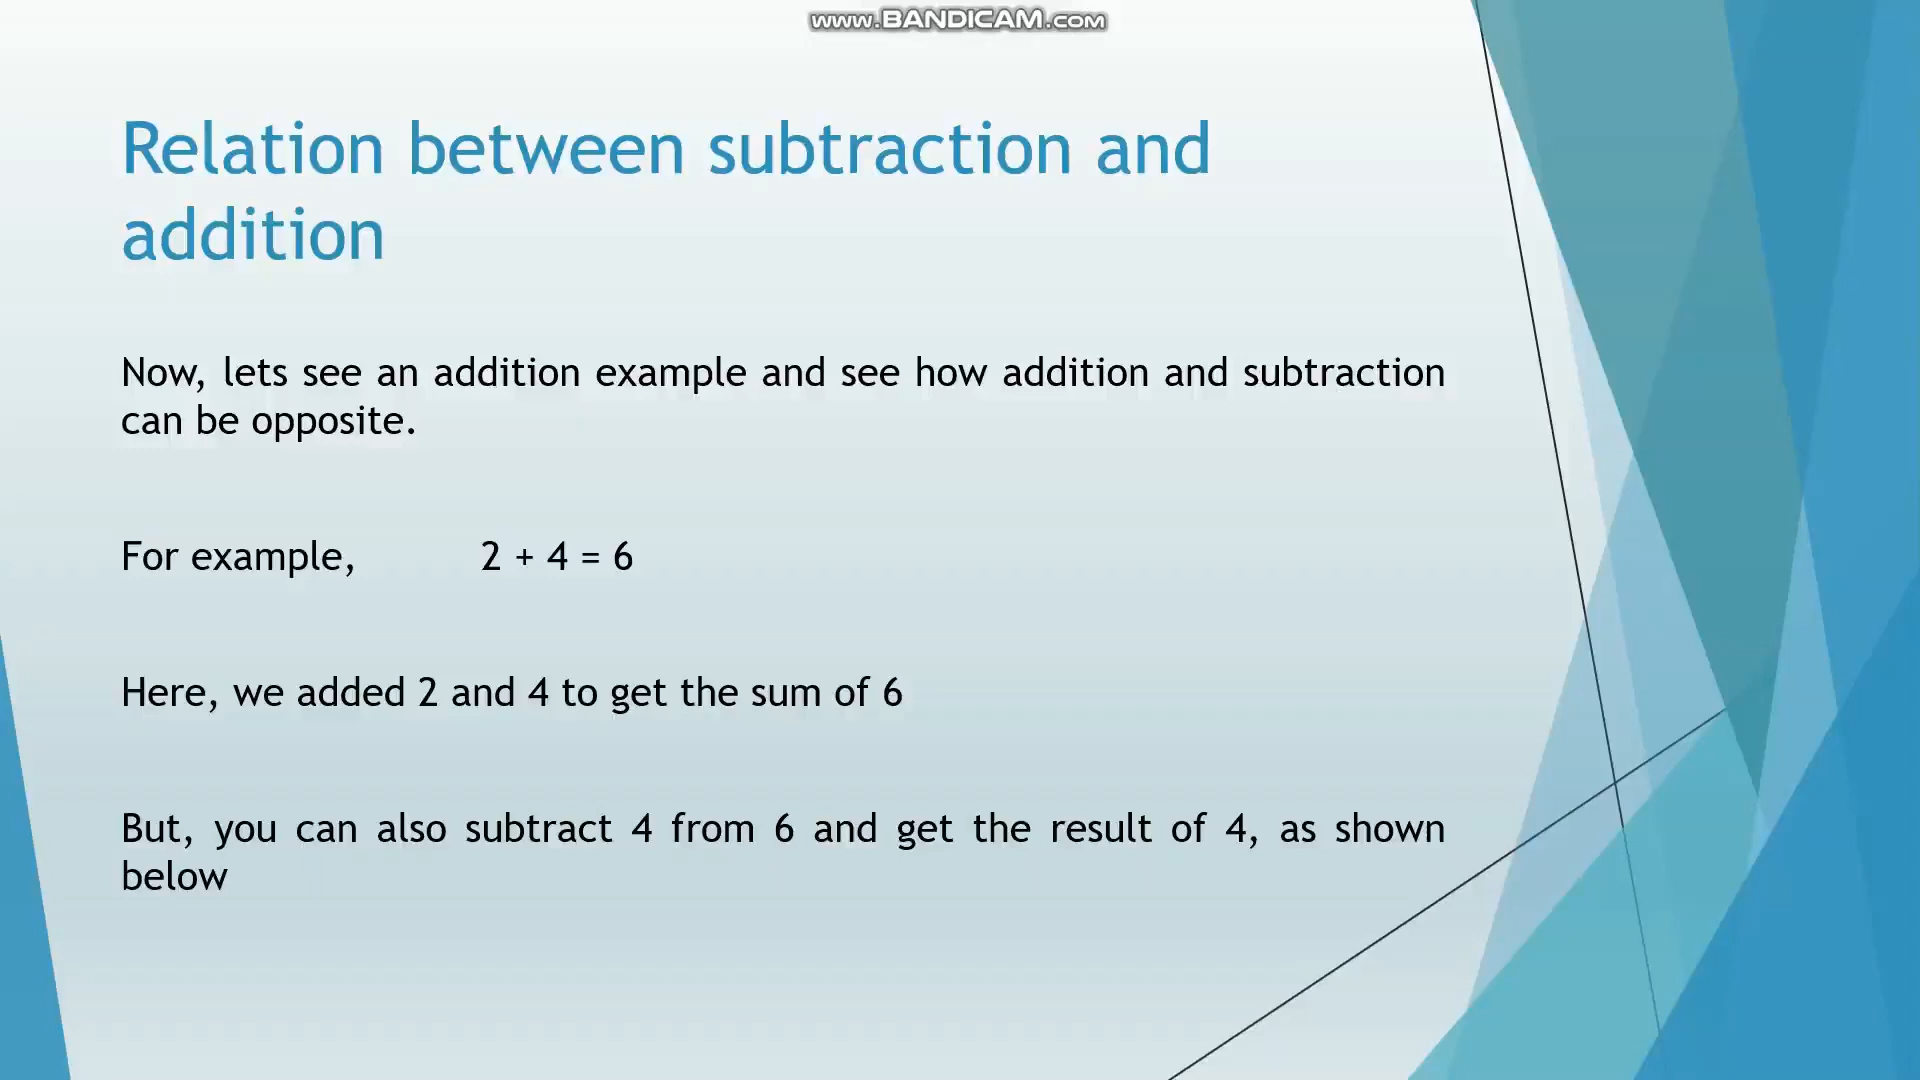 www.BANDICAM.com
Relation between subtraction and
addition
Now, lets see an addition example and see how addition and subtraction
can be opposite.
For example, 2 + 4 = 6
Here, we added 2 and 4 to get the sum of 6
But, you can also subtract 4 from 6 and get the result of 4, as shown
below